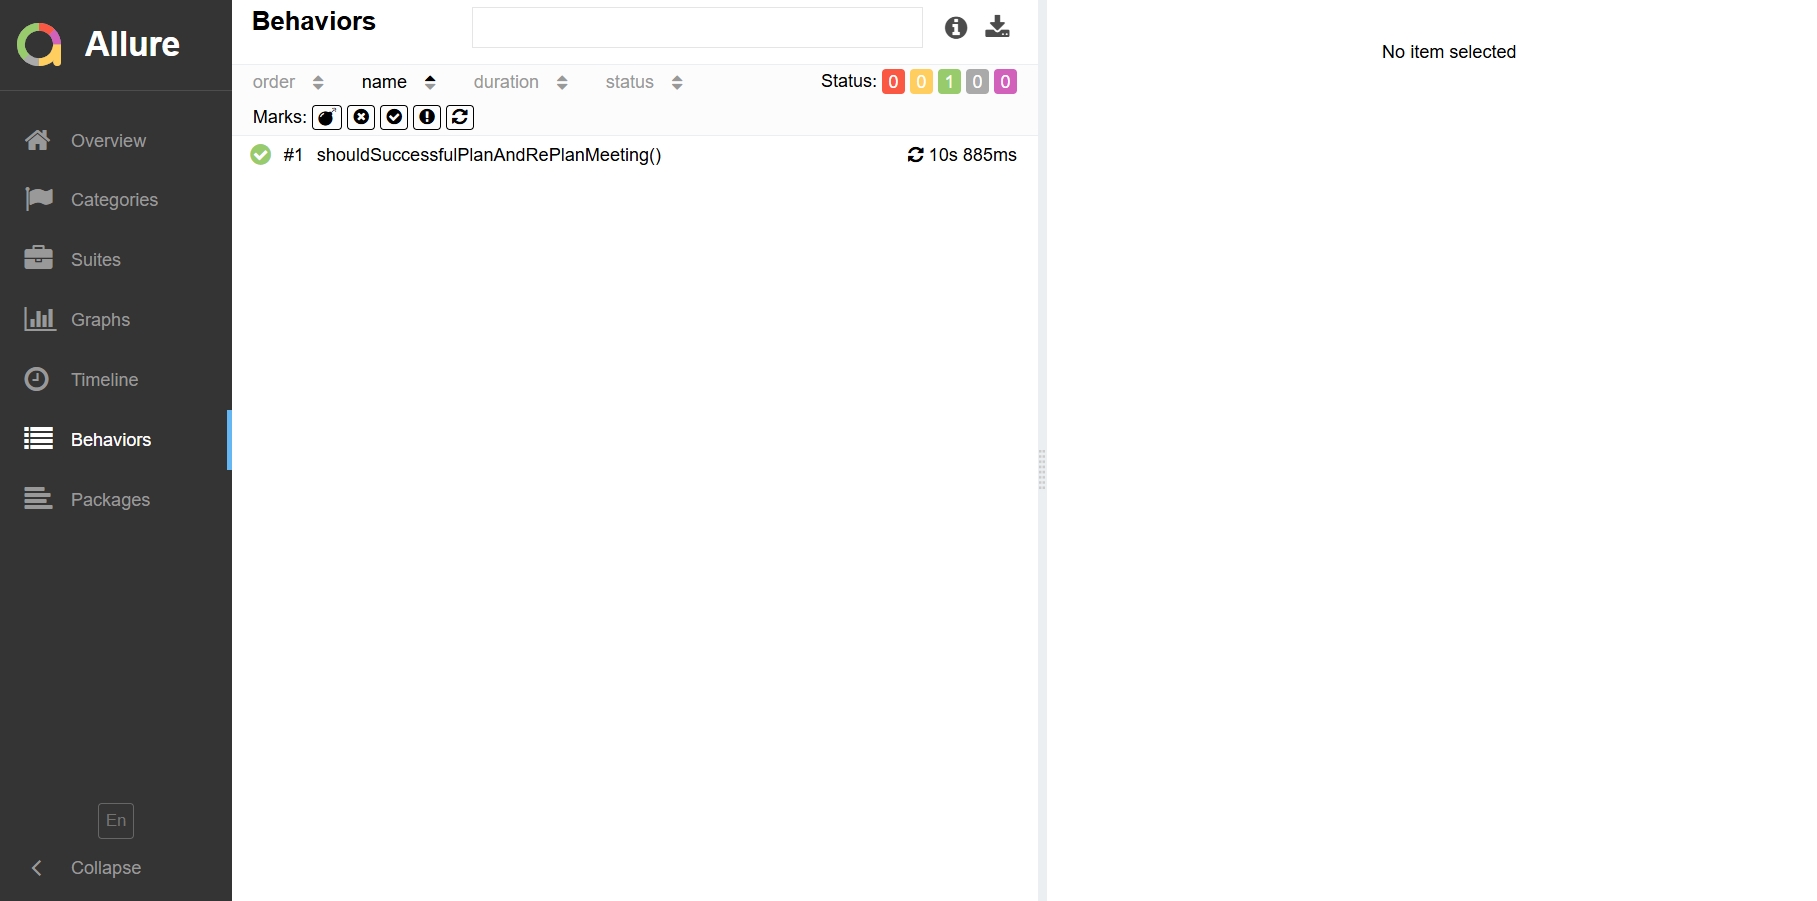 Allure
Overview
Categories
Suites
Graphs
Timeline
Behaviors
Packages
En
Collapse
Behaviors
order name duration status Status: 0 0 1 0 0
Marks:
#1 shouldSuccessfulPlanAndRePlanMeeting() 10s 885ms
No item selected